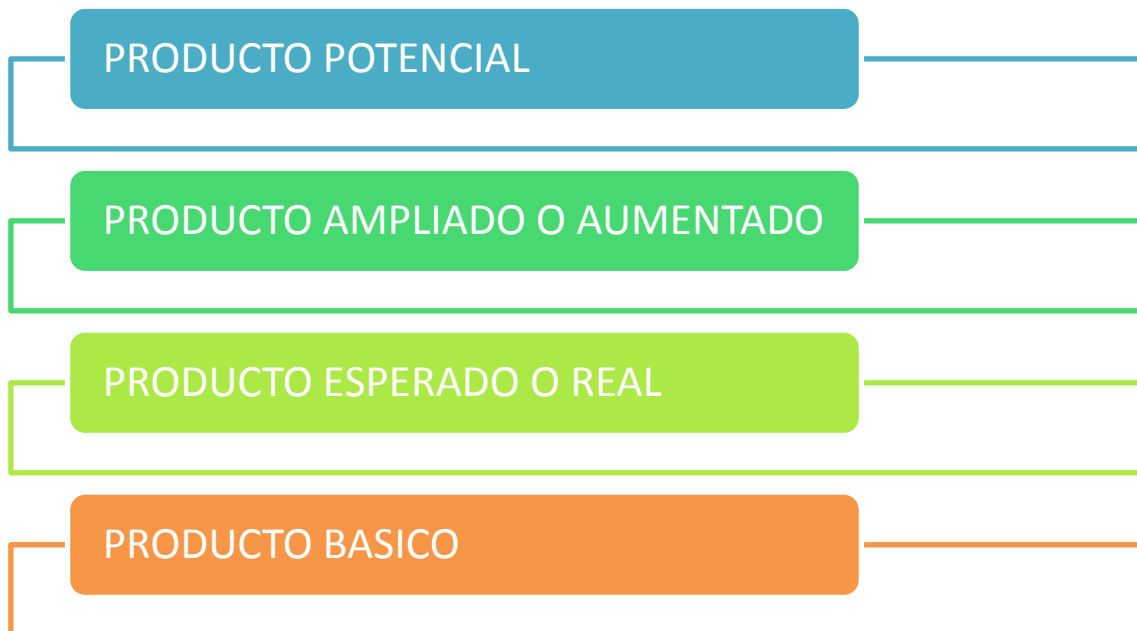 PRODUCTO POTENCIAL
PRODUCTO AMPLIADO O AUMENTADO
PRODUCTO ESPERADO O REAL
PRODUCTO BASICO